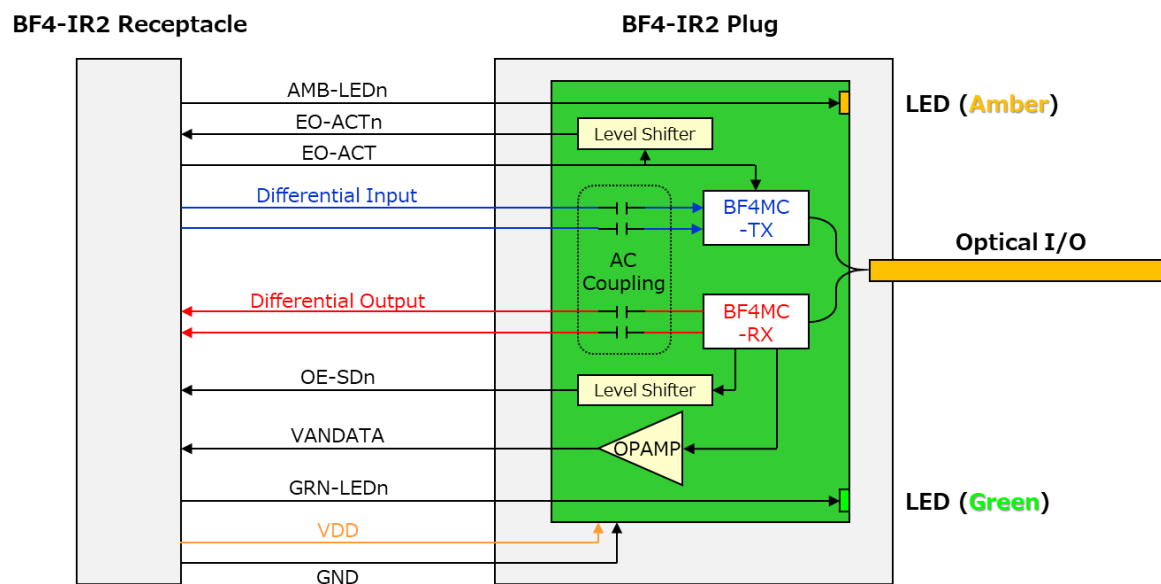 BF4-IR2 Receptacle
BF4-IR2 Plug
AMB-LEDn
LED (Amber)
EO-ACTn
Level Shifter
EO-ACT
Differential Input
BF4MC
-TX
Optical I/O
AC
Coupling
Differential Output
BF4MC
-RX
OE-SDn
Level Shifter
VANDATA
OPAMP
GRN-LEDn
LED (Green)
VDD
GND